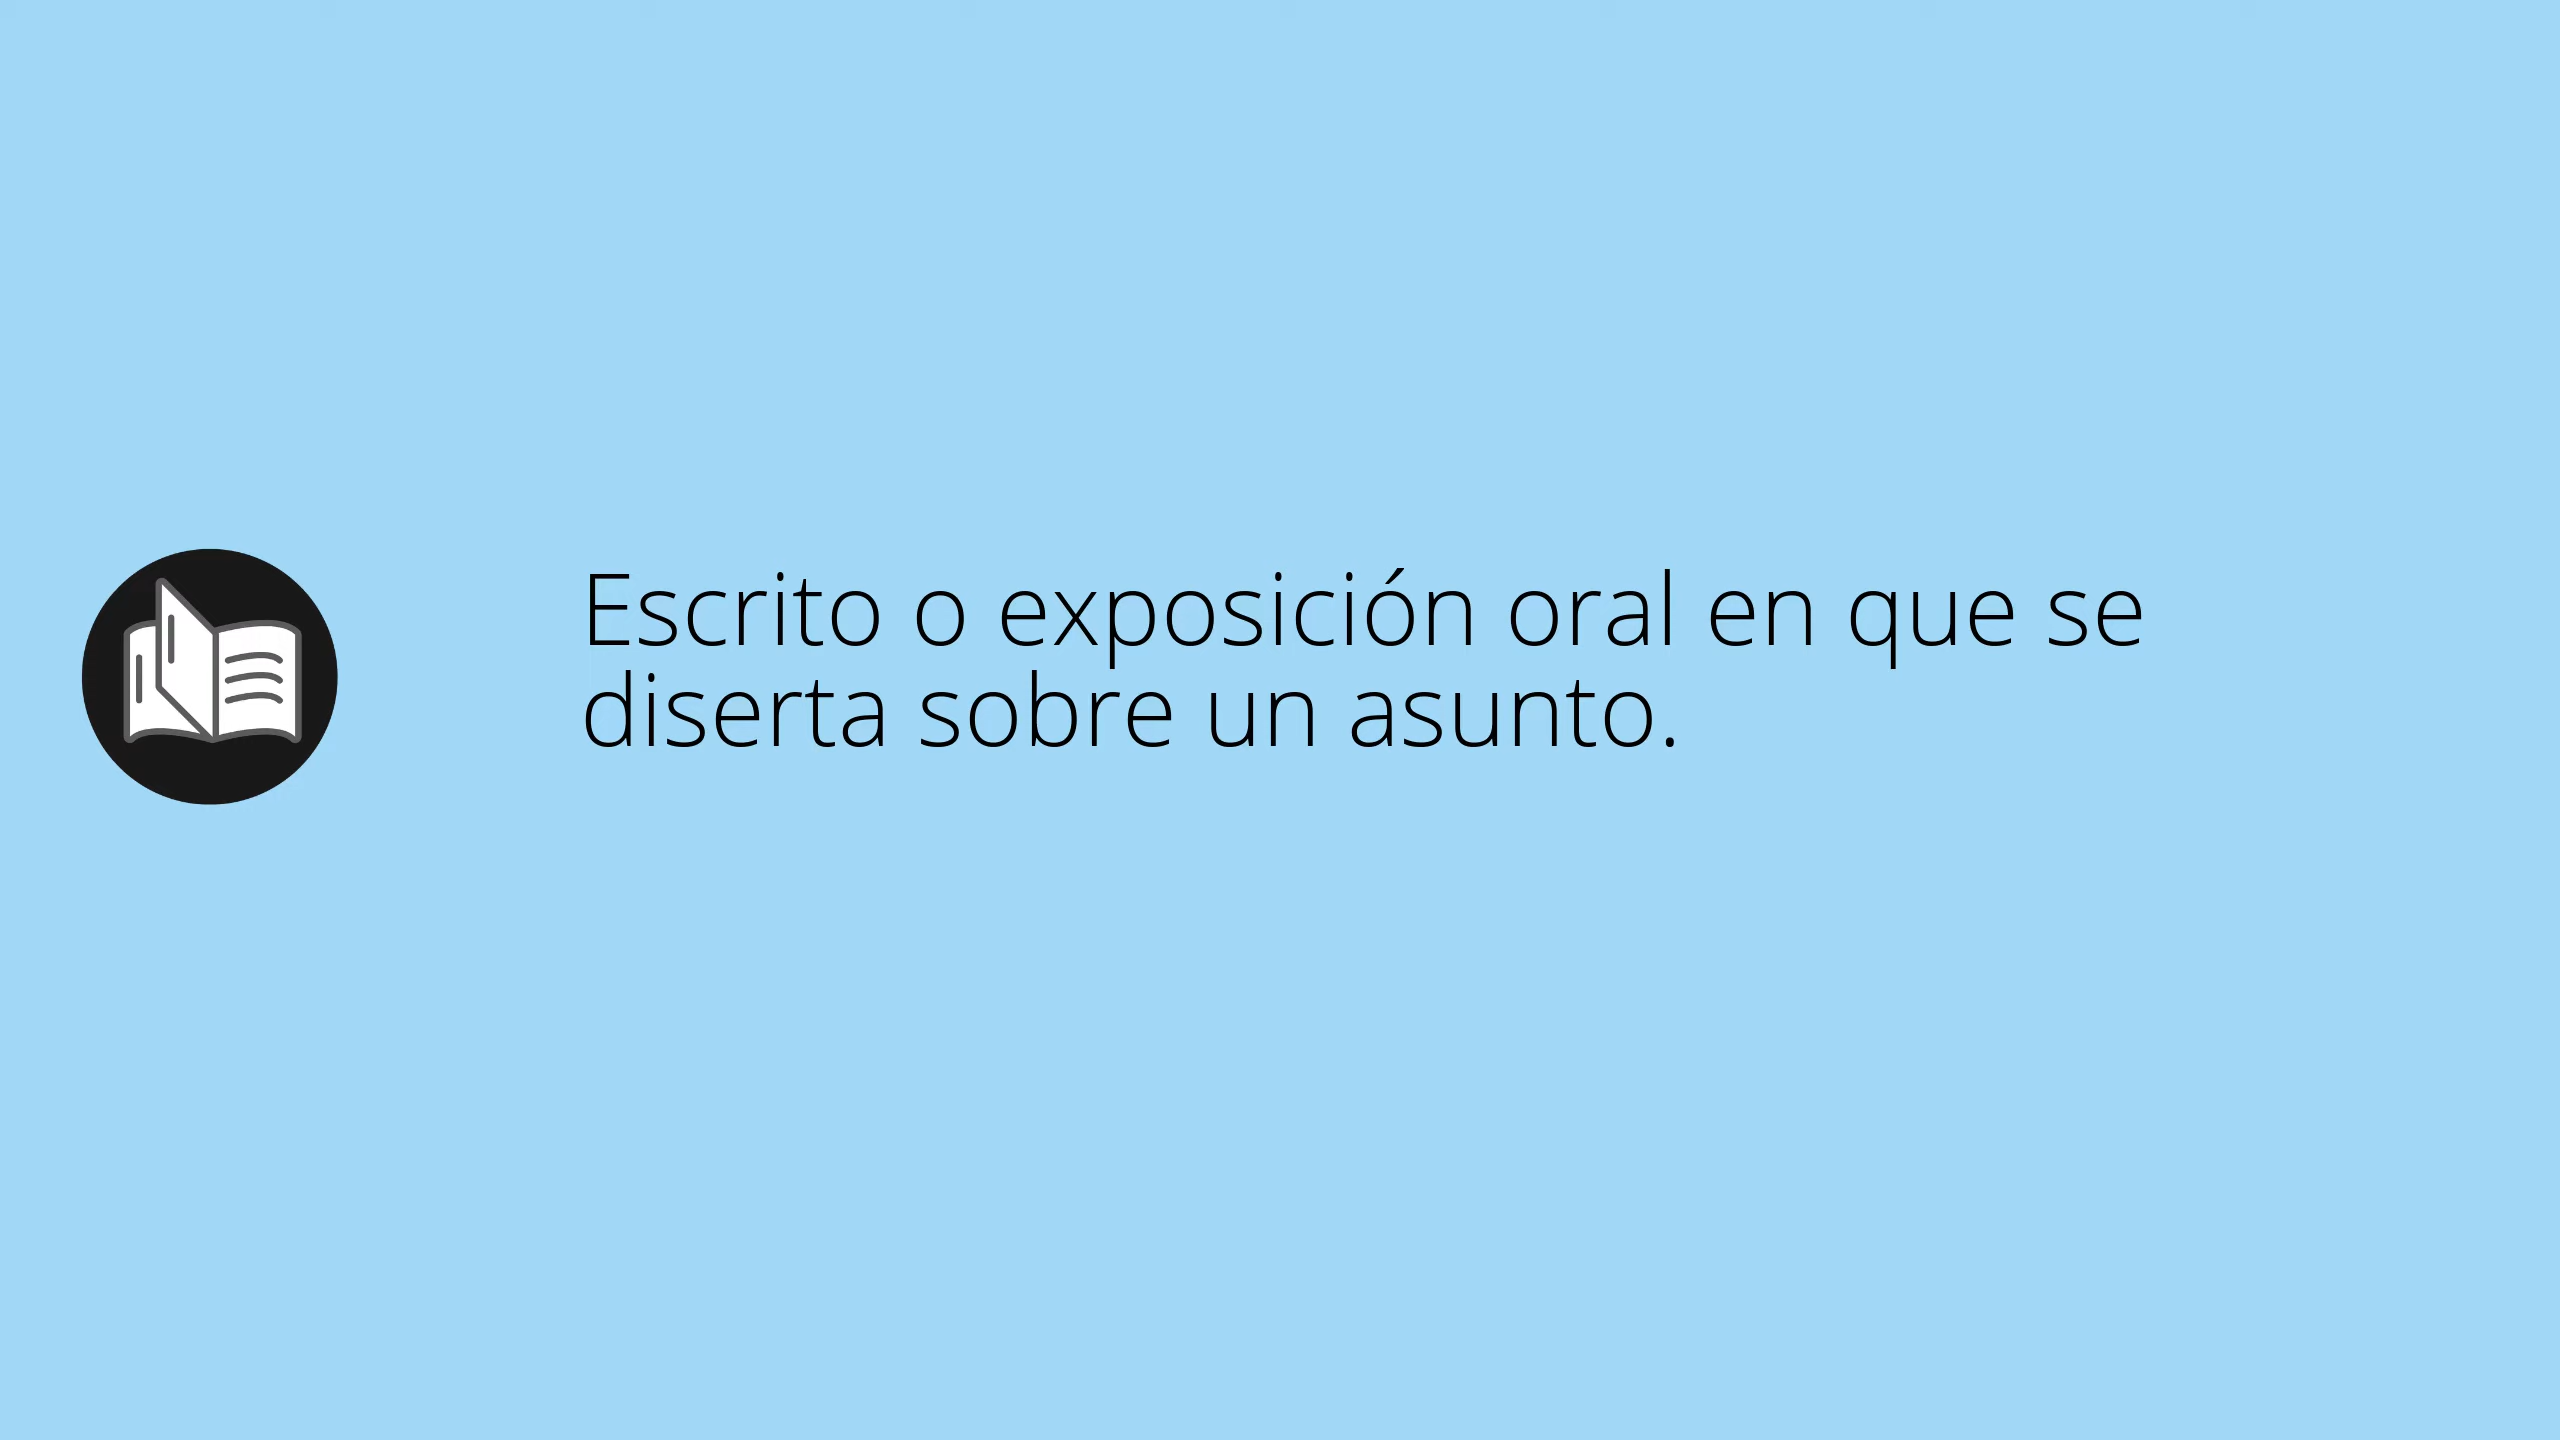 Escrito o exposición oral en que se
diserta sobre un asunto.